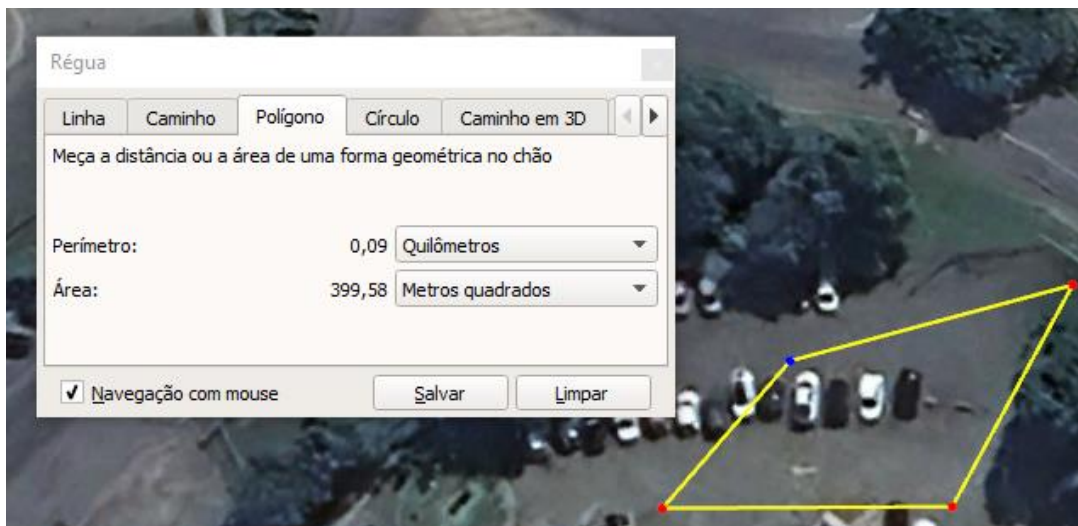 Régua
Linha Caminho Polígono Círculo Caminho em 3D
Meça a distância ou a área de uma forma geométrica no chão
Perímetro: 0,09 Quilômetros
Área: 399,58 Metros quadrados
Navegação com mouse Salvar Limpar